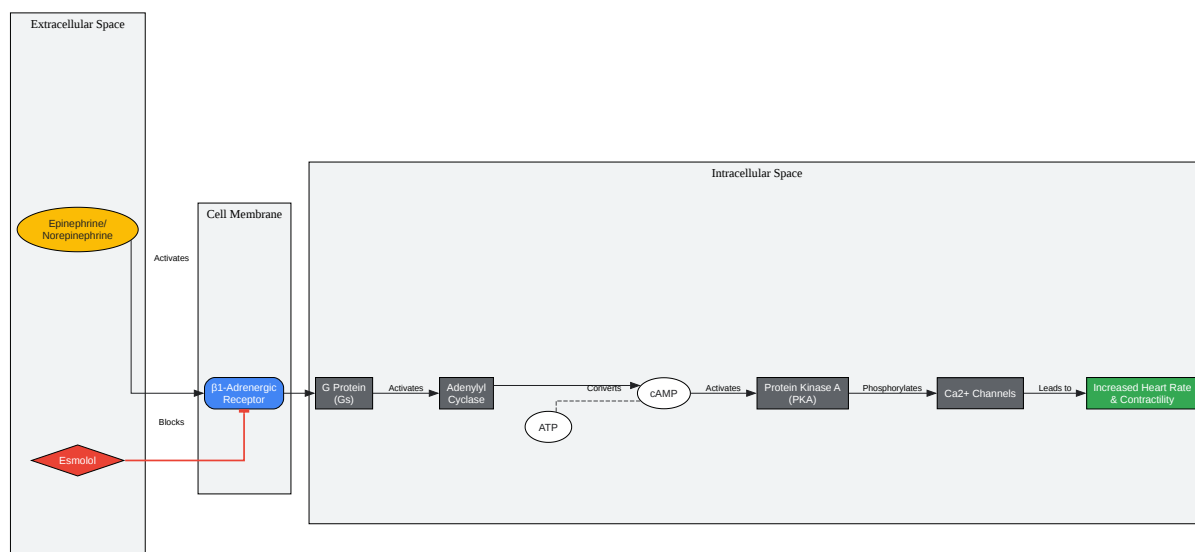 Extracellular Space
Intracellular Space
Cell Membrane
Epinephrine/
Norepinephrine
Activates
β1-Adrenergic
Receptor
G Protein
(Gs)
Activates
Adenylyl
Cyclase
Converts
cAMP
Activates
Protein Kinase A
(PKA)
Phosphorylates
Ca2+ Channels
Leads to
Increased Heart Rate
& Contractility
Blocks
ATP
Esmolol